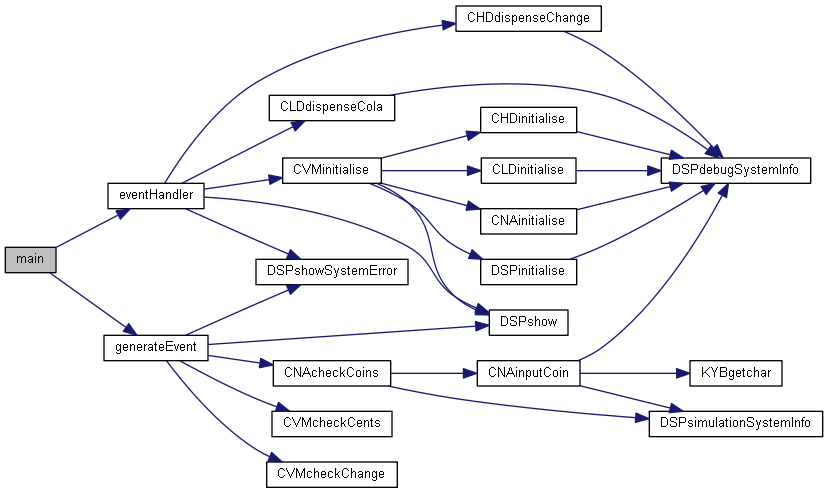 CHDdispenseChange
CLDdispenseCola
CHDinitialise
CVMinitialise
CLDinitialise
DSPdebugSystemInfo
eventHandler
CNAinitialise
main
DSPshowSystemError
DSPinitialise
DSPshow
generateEvent
CNAcheckCoins
CNAinputCoin
KYBgetchar
CVMcheckCents
DSPsimulationSystemInfo
CVMcheckChange